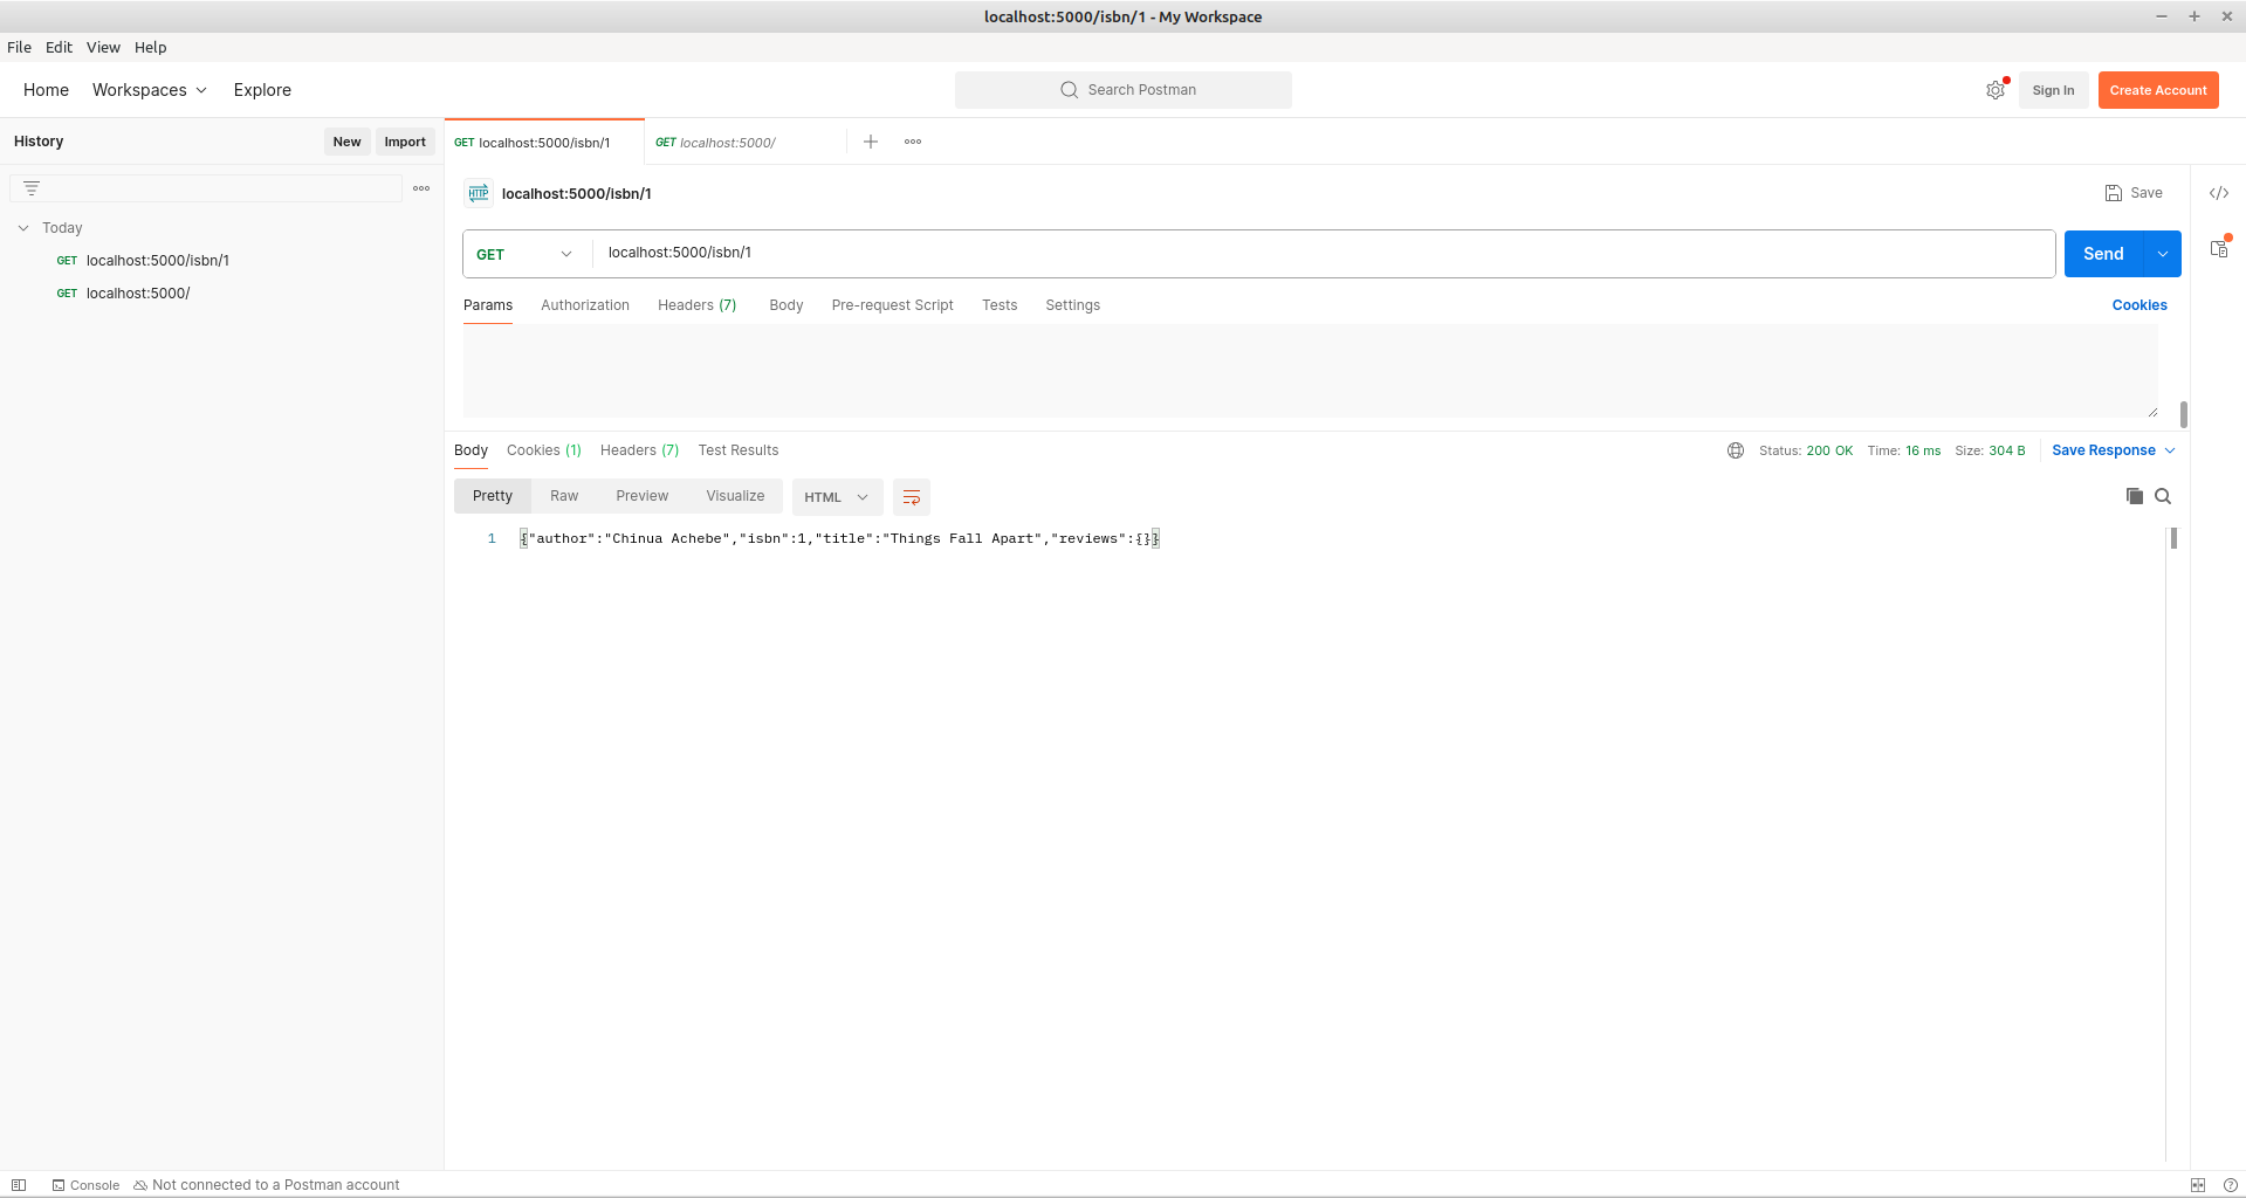 localhost:5000/isbn/1 - My Workspace
File Edit View Help
Home Workspaces Explore Search Postman Sign In Create Account
History New Import GET localhost:5000/isbn/1 GET localhost:5000/
HTTP localhost:5000/isbn/1 Save </>
Today
GET localhost:5000/isbn/1
GET localhost:5000/
GET localhost:5000/isbn/1 Send
Params Authorization Headers (7) Body Pre-request Script Tests Settings Cookies
Body Cookies (1) Headers (7) Test Results Status: 200 OK Time: 16 ms Size: 304 B Save Response
Pretty Raw Preview Visualize HTML
1 {"author":"Chinua Achebe","isbn":1,"title":"Things Fall Apart","reviews":{}}
Console Not connected to a Postman account